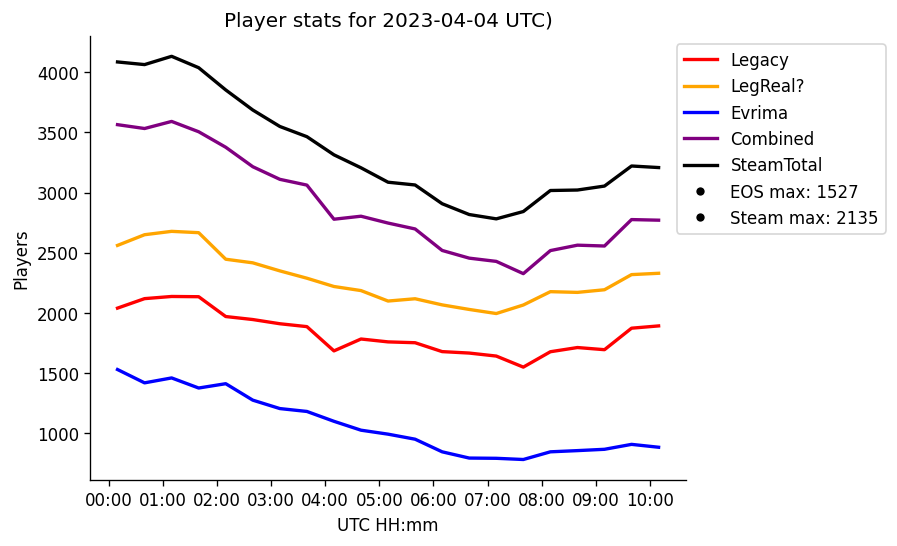 Player stats for 2023-04-04 UTC)
Legacy
LegReal?
Evrima
Combined
SteamTotal
EOS max: 1527
Steam max: 2135
Players
4000
3500
3000
2500
2000
1500
1000
00:00 01:00 02:00 03:00 04:00 05:00 06:00 07:00 08:00 09:00 10:00
UTC HH:mm